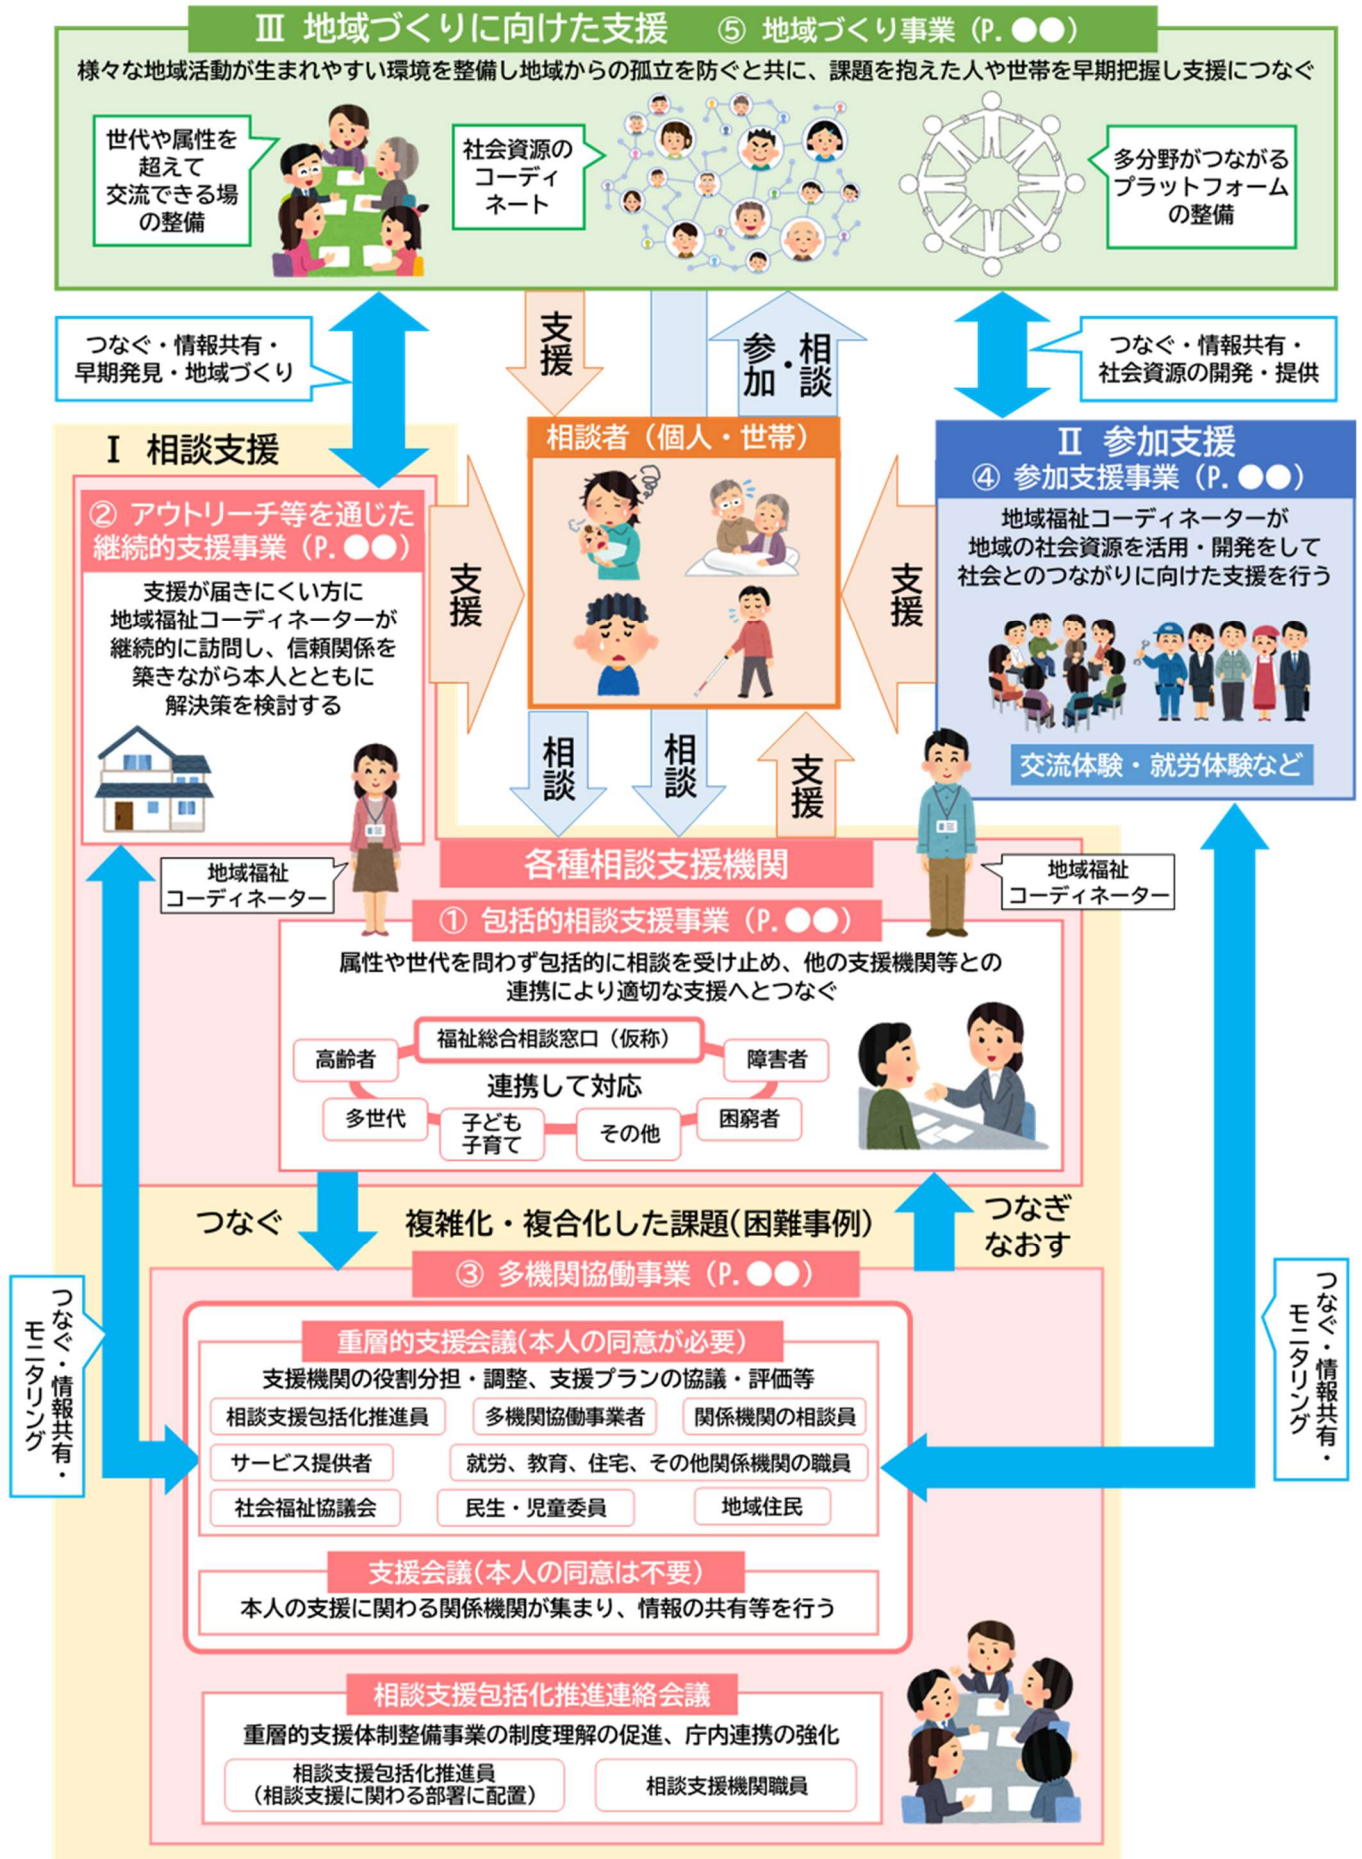 Ⅲ 地域づくりに向けた支援 ⑤ 地域づくり事業（P. ●●）
様々な地域活動が生まれやすい環境を整備し地域からの孤立を防ぐと共に、課題を抱えた人や世帯を早期把握し支援につなぐ
世代や属性を
超えて
交流できる場
の整備
社会資源の
コーディ
ネート
多分野がつながる
プラットフォーム
の整備
つなぐ・情報共有・
早期発見・地域づくり
支援
参加・相談
つなぐ・情報共有・
社会資源の開発・提供
Ⅰ 相談支援
② アウトリーチ等を通じた
継続的支援事業（P. ●●）
支援が届きにくい方に
地域福祉コーディネーターが
継続的に訪問し、信頼関係を
築きながら本人とともに
解決策を検討する
支援
相談者（個人・世帯）
支援
Ⅱ 参加支援
④ 参加支援事業（P. ●●）
地域福祉コーディネーターが
地域の社会資源を活用・開発をして
社会とのつながりに向けた支援を行う
交流体験・就労体験など
相談
相談
支援
地域福祉
コーディネーター
地域福祉
コーディネーター
各種相談支援機関
① 包括的相談支援事業（P. ●●）
属性や世代を問わず包括的に相談を受け止め、他の支援機関等との
連携により適切な支援へとつなぐ
福祉総合相談窓口（仮称）
高齢者
障害者
連携して対応
多世代
子ども
子育て
その他
困窮者
つなぐ
複雑化・複合化した課題(困難事例)
つなぎ
なおす
③ 多機関協働事業（P. ●●）
つなぐ・情報共有・
モニタリング
つなぐ・情報共有・
モニタリング
重層的支援会議(本人の同意が必要)
支援機関の役割分担・調整、支援プランの協議・評価等
相談支援包括化推進員
多機関協働事業者
関係機関の相談員
サービス提供者
就労、教育、住宅、その他関係機関の職員
社会福祉協議会
民生・児童委員
地域住民
支援会議(本人の同意は不要)
本人の支援に関わる関係機関が集まり、情報の共有等を行う
相談支援包括化推進連絡会議
重層的支援体制整備事業の制度理解の促進、庁内連携の強化
相談支援包括化推進員
（相談支援に関わる部署に配置）
相談支援機関職員